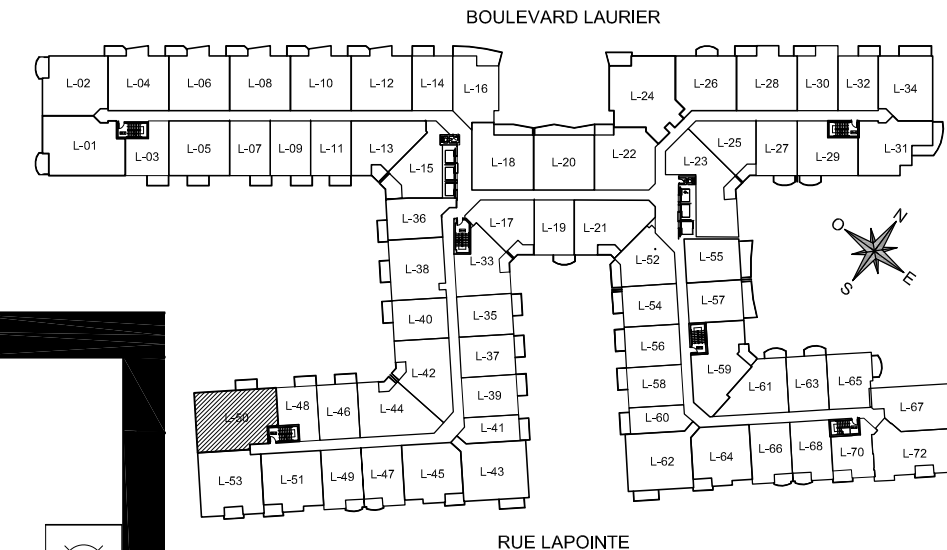 BOULEVARD LAURIER
L-02 L-04 L-06 L-08 L-10 L-12 L-14 L-16 L-24 L-26 L-28 L-30 L-32 L-34
L-01 L-03 L-05 L-07 L-09 L-11 L-13 L-15 L-18 L-20 L-22 L-23 L-25 L-27 L-29 L-31
L-36 L-17 L-19 L-21
N
O
E
S
L-38 L-33 L-52 L-55
L-40 L-35 L-54 L-57
L-42 L-37 L-56 L-59
L-50 L-48 L-46 L-44 L-39 L-58 L-61 L-63 L-65
L-41 L-60 L-67
L-53 L-51 L-49 L-47 L-45 L-43 L-62 L-64 L-66 L-68 L-70 L-72
RUE LAPOINTE